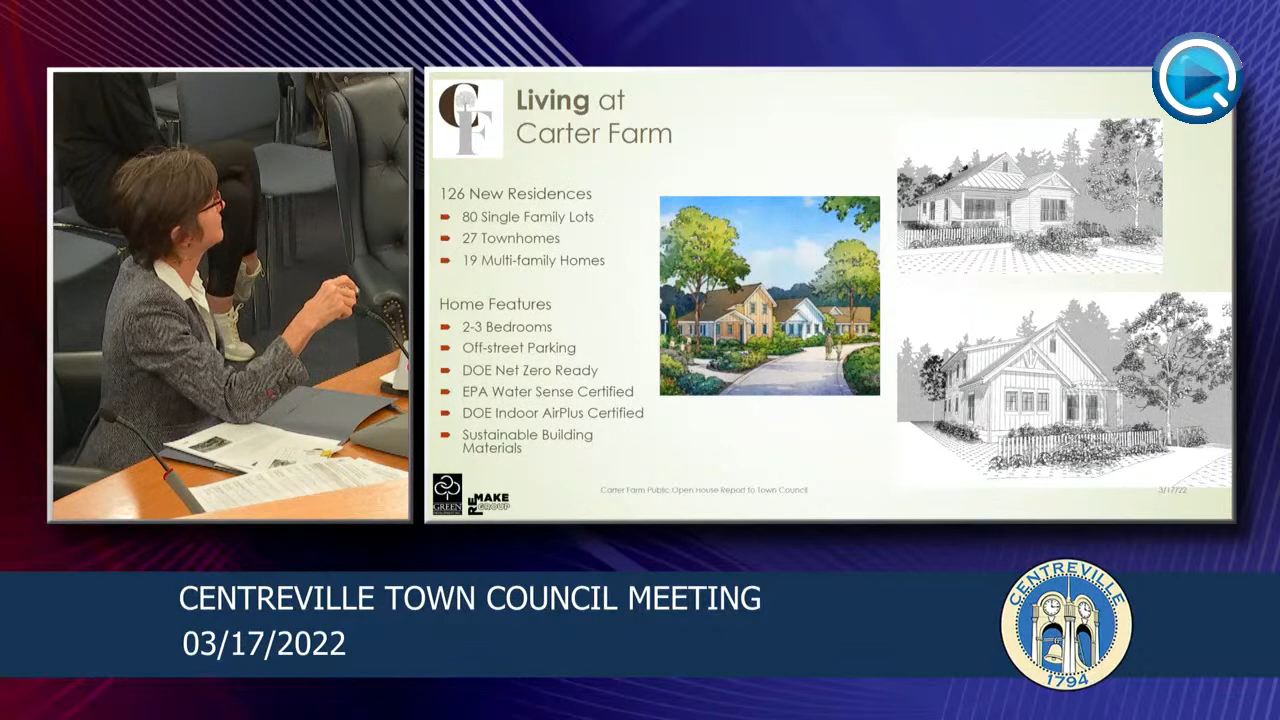 CF
Living at
Carter Farm
126 New Residences
80 Single Family Lots
27 Townhomes
19 Multi-family Homes
Home Features
2-3 Bedrooms
Off-street Parking
DOE Net Zero Ready
EPA Water Sense Certified
DOE Indoor AirPlus Certified
Sustainable Building
Materials
GREEN
REMAKE
GROUP
Carter Farm Public Open House Report to Town Council
3/17/22
CENTREVILLE TOWN COUNCIL MEETING
03/17/2022
CENTREVILLE
1794